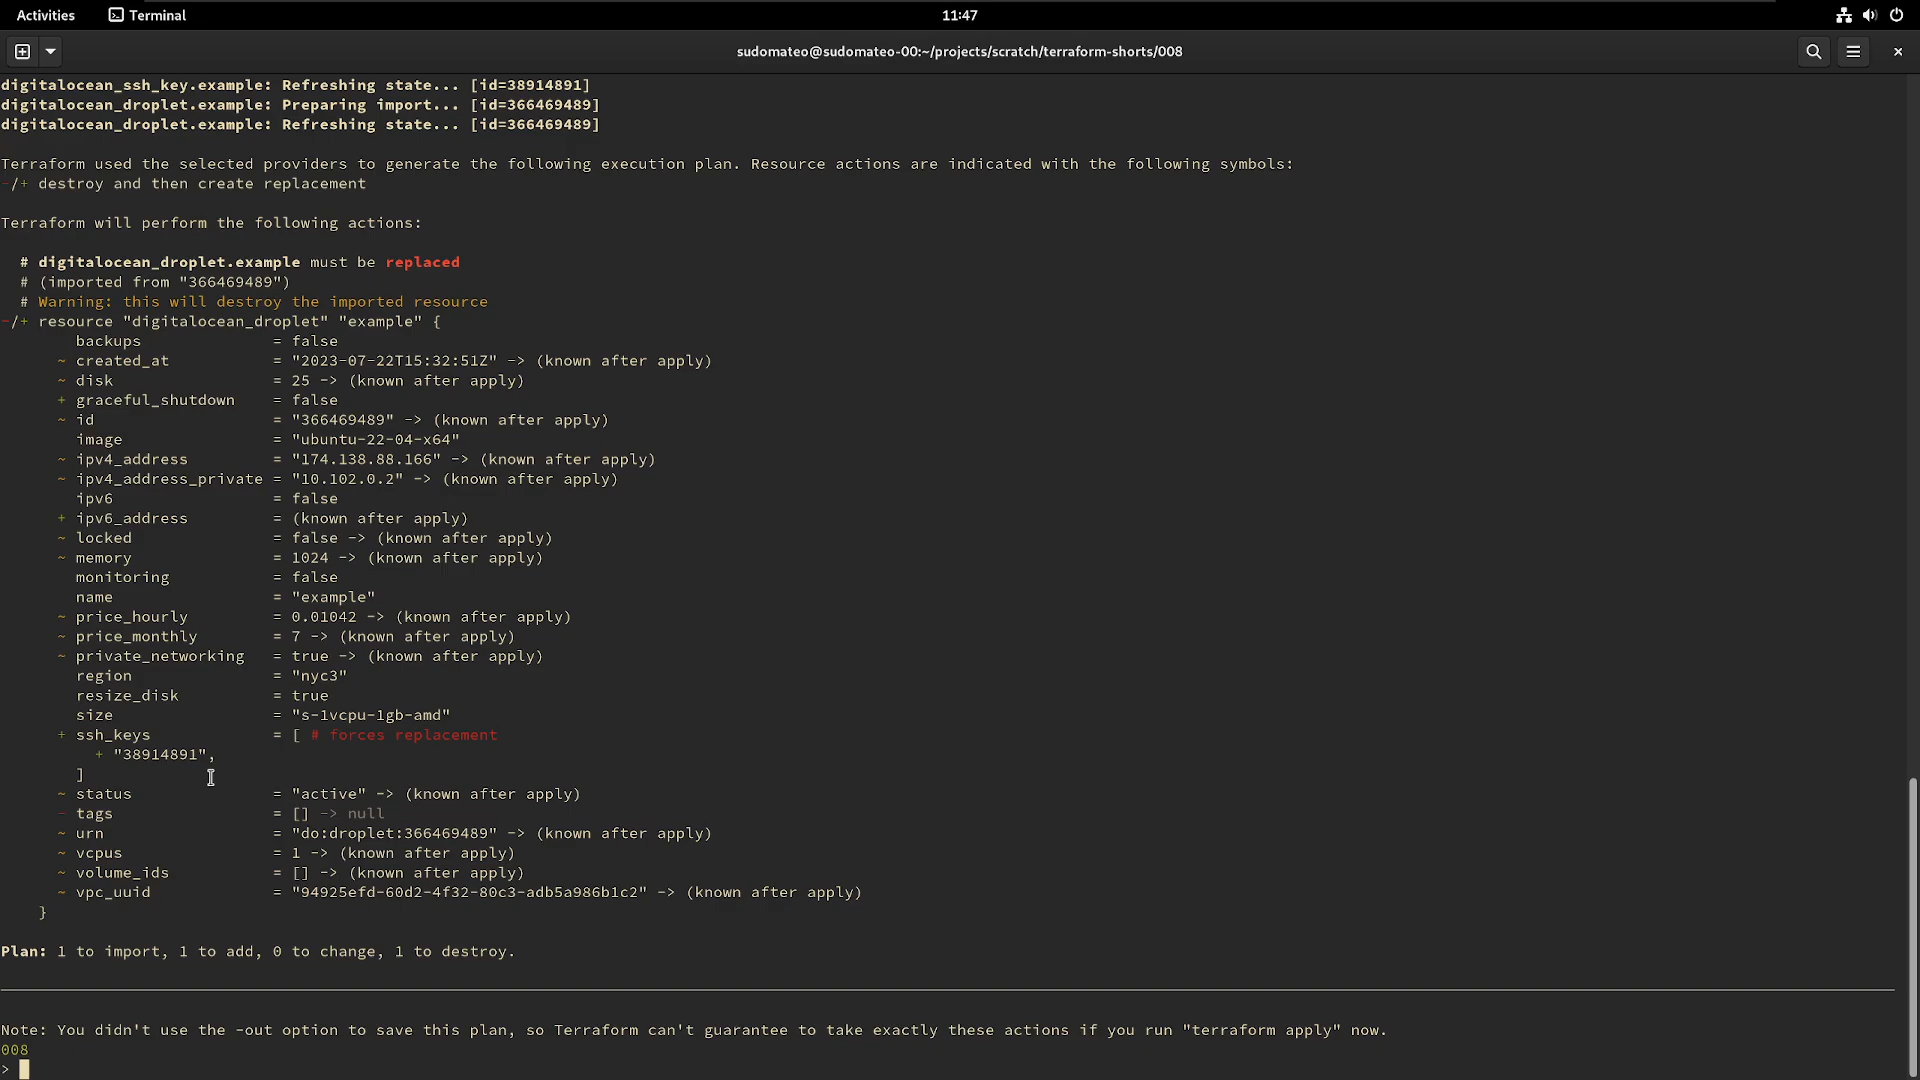 Activities Terminal 11:47
sudomateo@sudomateo-00:~/projects/scratch/terraform-shorts/008
digitalocean_ssh_key.example: Refreshing state... [id=38914891]
digitalocean_droplet.example: Preparing import... [id=366469489]
digitalocean_droplet.example: Refreshing state... [id=366469489]
Terraform used the selected providers to generate the following execution plan. Resource actions are indicated with the following symbols:
-/+ destroy and then create replacement
Terraform will perform the following actions:
# digitalocean_droplet.example must be replaced
# (imported from "366469489")
# Warning: this will destroy the imported resource
-/+ resource "digitalocean_droplet" "example" {
backups = false
~ created_at = "2023-07-22T15:32:51Z" -> (known after apply)
~ disk = 25 -> (known after apply)
+ graceful_shutdown = false
~ id = "366469489" -> (known after apply)
image = "ubuntu-22-04-x64"
~ ipv4_address = "174.138.88.166" -> (known after apply)
~ ipv4_address_private = "10.102.0.2" -> (known after apply)
ipv6 = false
+ ipv6_address = (known after apply)
~ locked = false -> (known after apply)
~ memory = 1024 -> (known after apply)
monitoring = false
name = "example"
~ price_hourly = 0.01042 -> (known after apply)
~ price_monthly = 7 -> (known after apply)
~ private_networking = true -> (known after apply)
region = "nyc3"
resize_disk = true
size = "s-1vcpu-1gb-amd"
+ ssh_keys = [ # forces replacement
+ "38914891",
]
~ status = "active" -> (known after apply)
- tags = [] -> null
~ urn = "do:droplet:366469489" -> (known after apply)
~ vcpus = 1 -> (known after apply)
~ volume_ids = [] -> (known after apply)
~ vpc_uuid = "94925efd-60d2-4f32-80c3-adb5a986b1c2" -> (known after apply)
}
Plan: 1 to import, 1 to add, 0 to change, 1 to destroy.
Note: You didn't use the -out option to save this plan, so Terraform can't guarantee to take exactly these actions if you run "terraform apply" now.
008
>